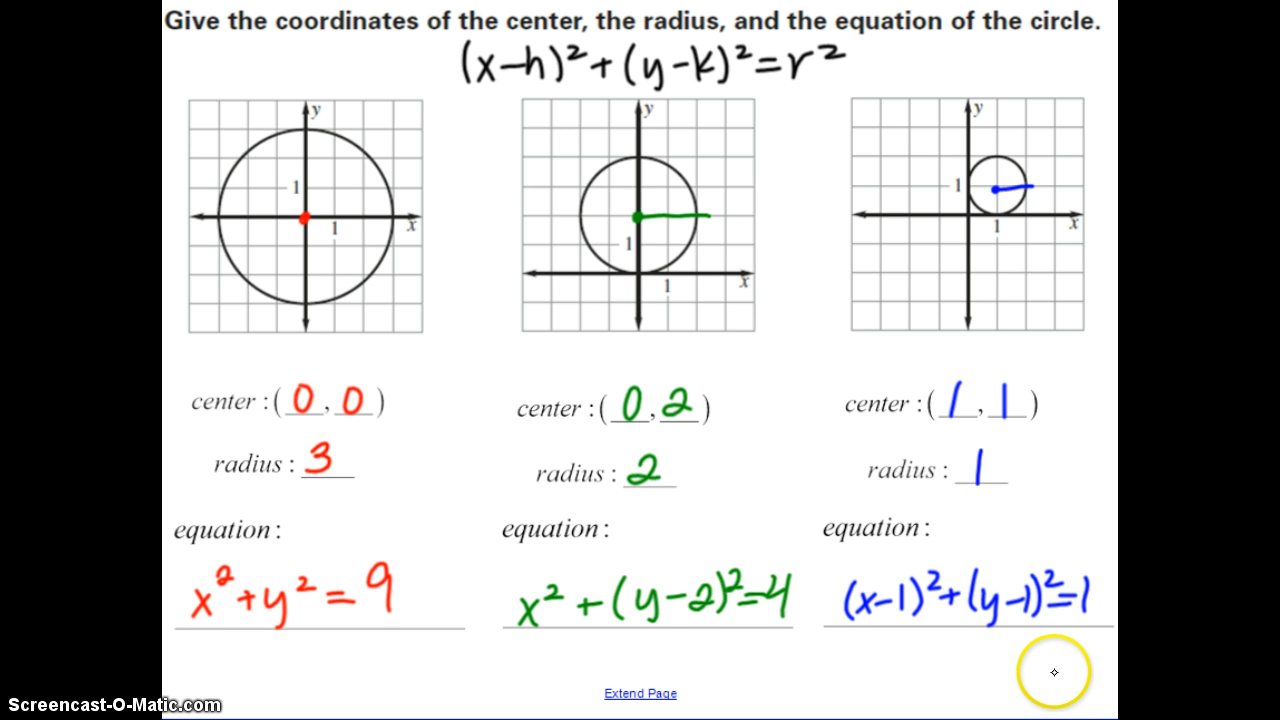 Give the coordinates of the center, the radius, and the equation of the circle.
(x-h)²+(y-k)²=r²
y
1
1
x
y
1
1
x
y
1
1
x
center : ( 0 , 0 )
radius : 3
equation :
x²+y²=9
center : ( 0 , 2 )
radius : 2
equation :
x²+(y-2)²=4
center : ( 1 , 1 )
radius : 1
equation :
(x-1)²+(y-1)²=1
Extend Page
Screencast-O-Matic.com